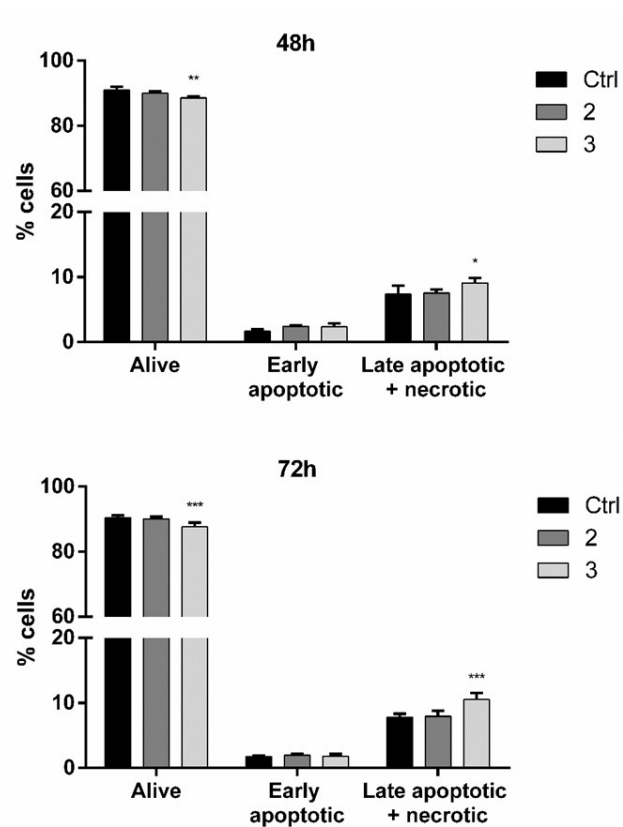 48h
% cells
100
80
60
20
10
0
**
*
Ctrl
2
3
Alive
Early
apoptotic
Late apoptotic
+ necrotic
72h
% cells
100
80
60
20
10
0
***
***
Ctrl
2
3
Alive
Early
apoptotic
Late apoptotic
+ necrotic